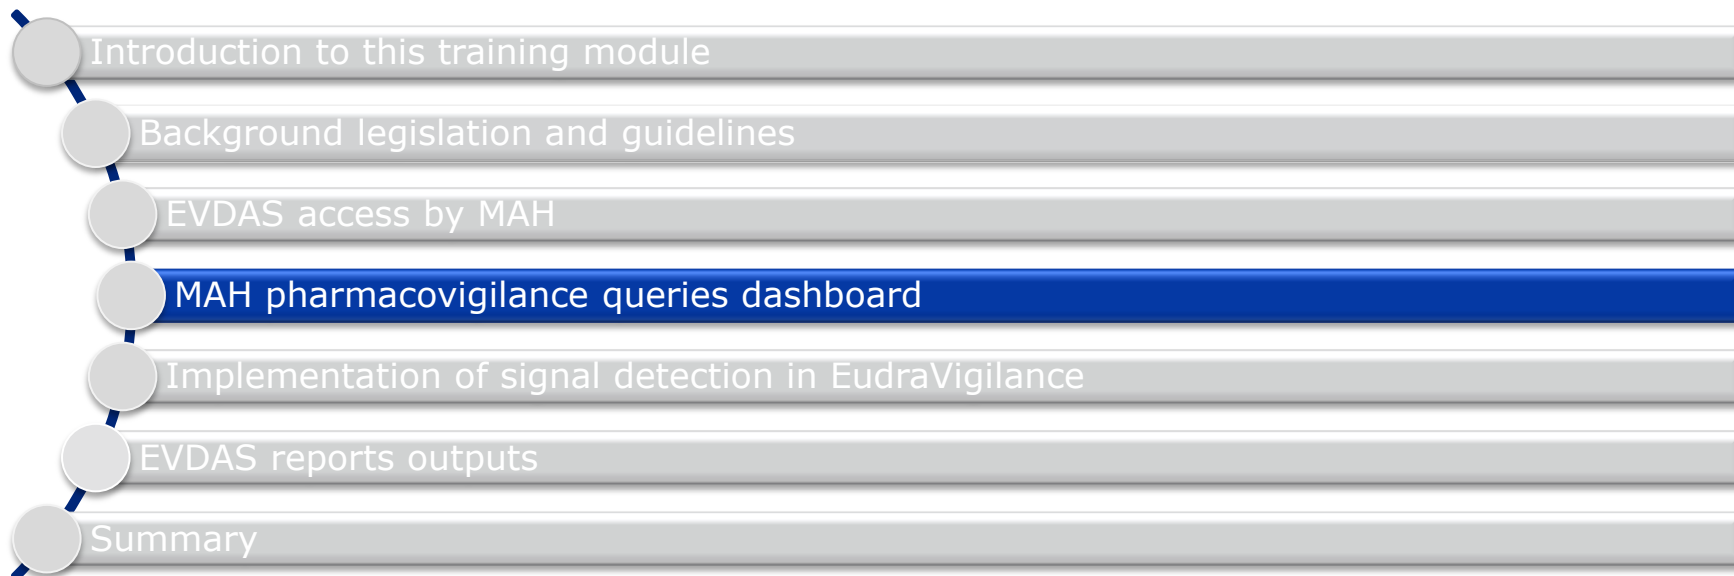 Introduction to this training module
Background legislation and guidelines
EVDAS access by MAH
MAH pharmacovigilance queries dashboard
Implementation of signal detection in EudraVigilance
EVDAS reports outputs
Summary